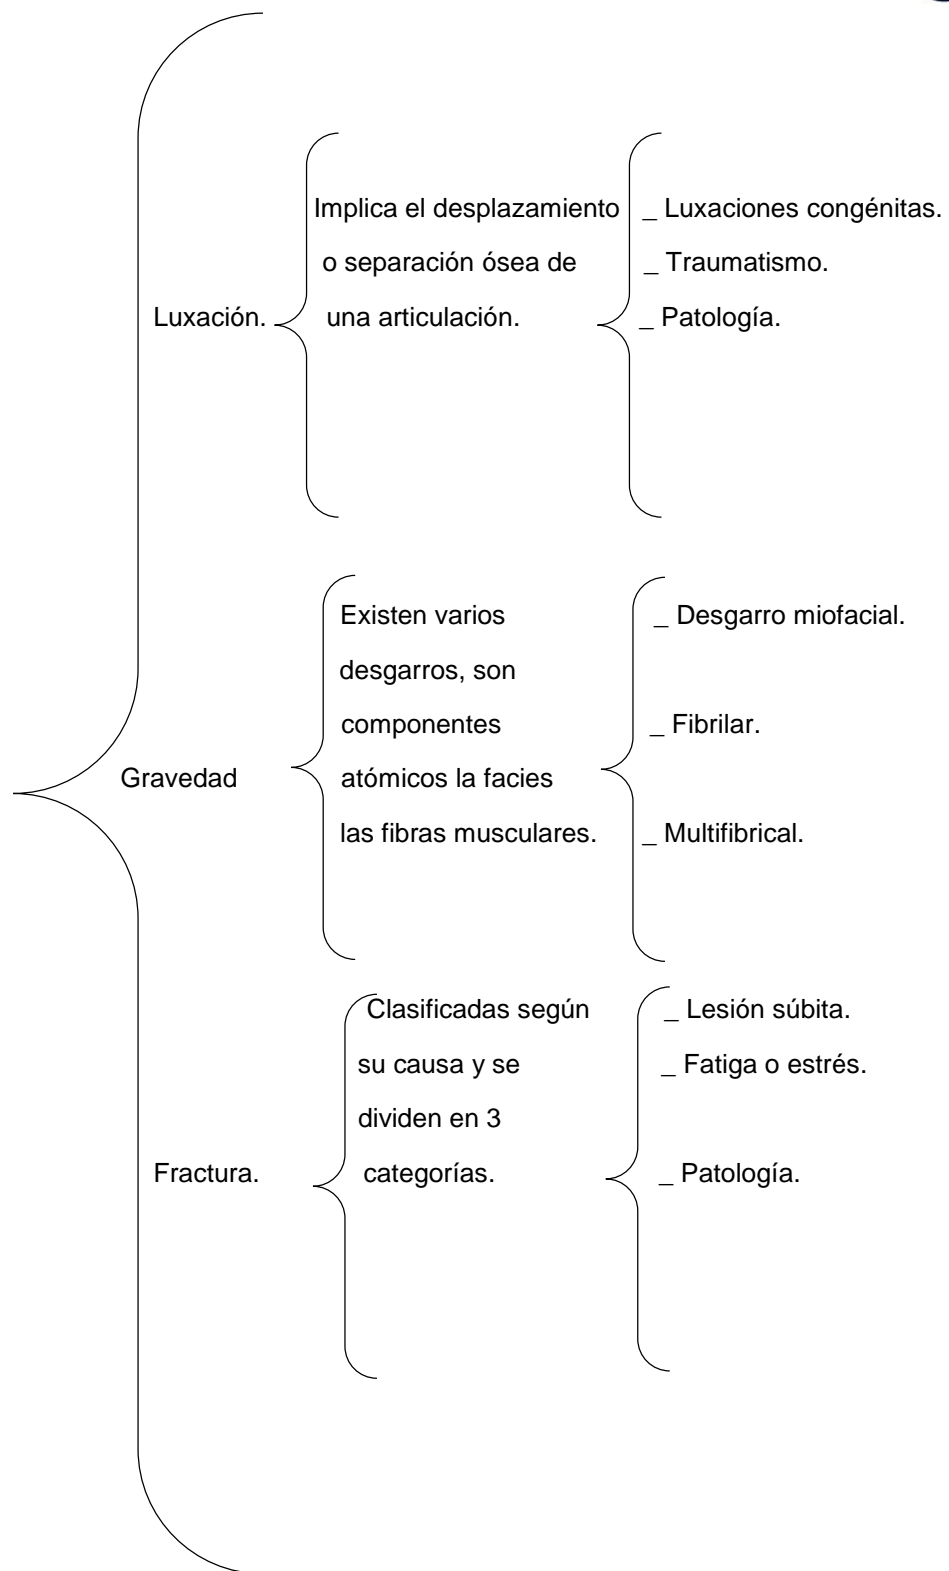 Luxación.
Implica el desplazamiento
o separación ósea de
una articulación.
_ Luxaciones congénitas.
_ Traumatismo.
_ Patología.
Gravedad
Existen varios
desgarros, son
componentes
atómicos la facies
las fibras musculares.
_ Desgarro miofacial.
_ Fibrilar.
_ Multifibrical.
Fractura.
Clasificadas según
su causa y se
dividen en 3
categorías.
_ Lesión súbita.
_ Fatiga o estrés.
_ Patología.